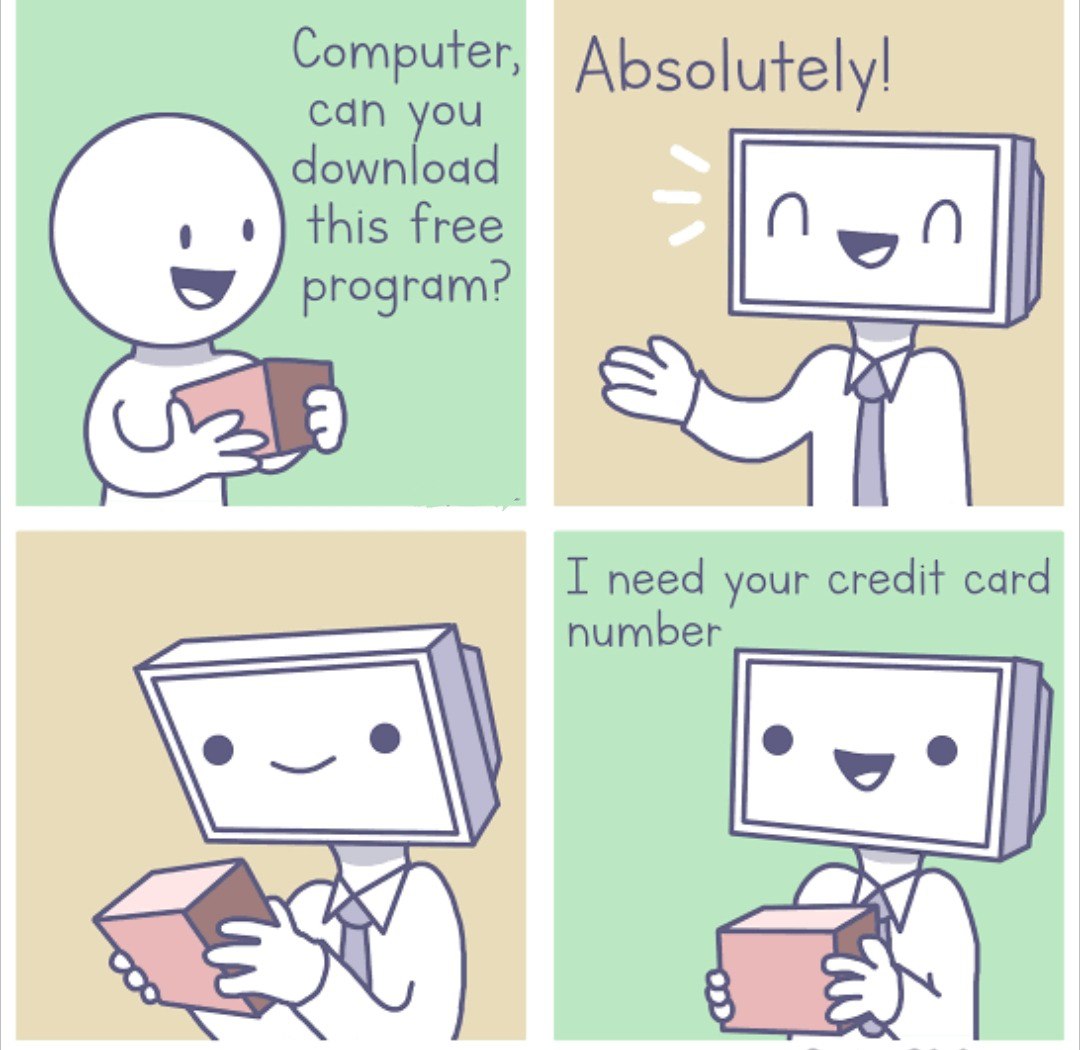 Computer,
can you
download
this free
program?
Absolutely!
I need your credit card
number